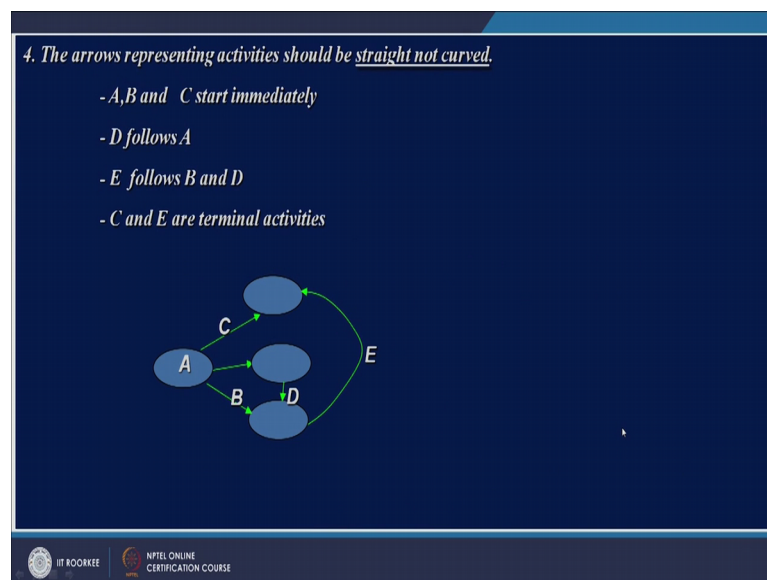 4. The arrows representing activities should be straight not curved.
- A,B and C start immediately
- D follows A
- E follows B and D
- C and E are terminal activities
C
A
E
B
D
IIT ROORKEE
NPTEL ONLINE
CERTIFICATION COURSE